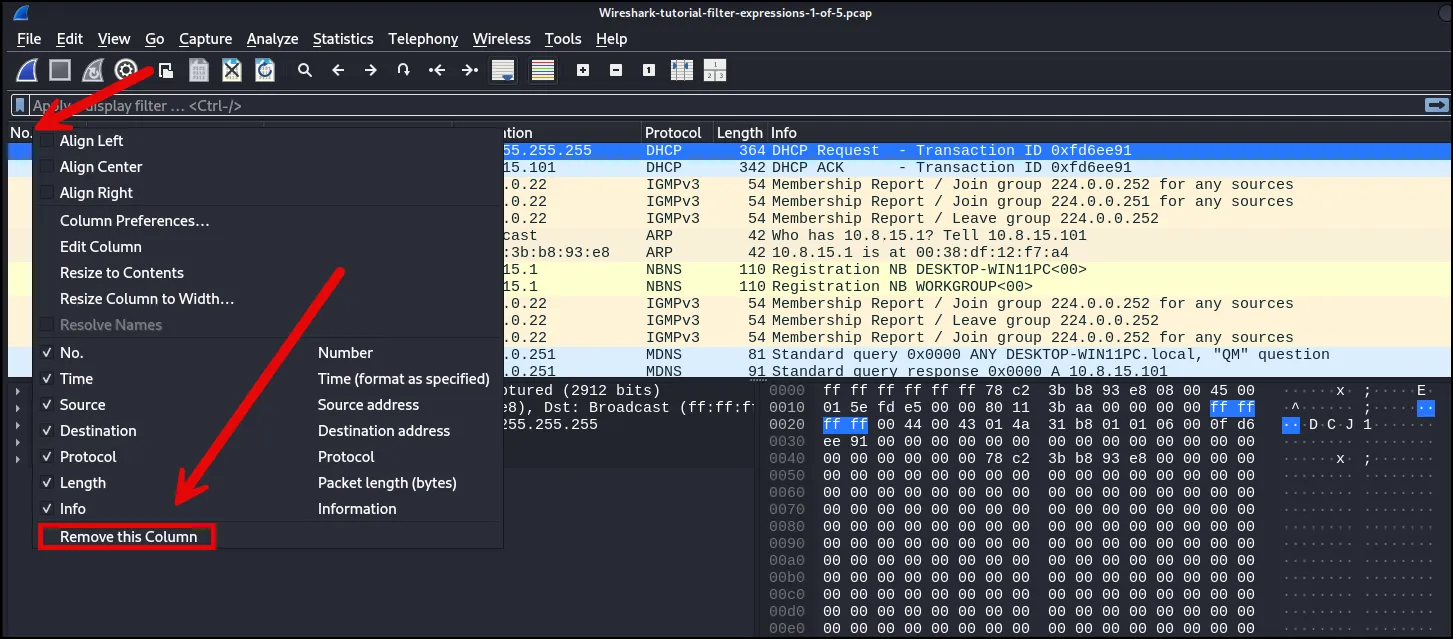 Wireshark-tutorial-filter-expressions-1-of-5.pcap
File Edit View Go Capture Analyze Statistics Telephony Wireless Tools Help
Apply a display filter … <Ctrl-/>
No. tion Protocol Length Info
55.255.255 DHCP 364 DHCP Request - Transaction ID 0xfd6ee91
15.101 DHCP 342 DHCP ACK - Transaction ID 0xfd6ee91
.0.22 IGMPv3 54 Membership Report / Join group 224.0.0.252 for any sources
.0.22 IGMPv3 54 Membership Report / Join group 224.0.0.251 for any sources
.0.22 IGMPv3 54 Membership Report / Leave group 224.0.0.252
cast ARP 42 Who has 10.8.15.1? Tell 10.8.15.101
:3b:b8:93:e8 ARP 42 10.8.15.1 is at 00:38:df:12:f7:a4
15.1 NBNS 110 Registration NB DESKTOP-WIN11PC<00>
15.1 NBNS 110 Registration NB WORKGROUP<00>
.0.22 IGMPv3 54 Membership Report / Join group 224.0.0.252 for any sources
.0.22 IGMPv3 54 Membership Report / Leave group 224.0.0.252
.0.22 IGMPv3 54 Membership Report / Join group 224.0.0.252 for any sources
.0.251 MDNS 81 Standard query 0x0000 ANY DESKTOP-WIN11PC.local, "QM" question
.0.251 MDNS 91 Standard query response 0x0000 A 10.8.15.101
Align Left
Align Center
Align Right
Column Preferences…
Edit Column
Resize to Contents
Resize Column to Width…
Resolve Names
✓ No. Number
✓ Time Time (format as specified)
✓ Source Source address
✓ Destination Destination address
✓ Protocol Protocol
✓ Length Packet length (bytes)
✓ Info Information
Remove this Column
ptured (2912 bits)
e8), Dst: Broadcast (ff:ff:f
255.255.255
0000 ff ff ff ff ff ff 78 c2 3b b8 93 e8 08 00 45 00 ······x· ;·····E·
0010 01 5e fd e5 00 00 80 11 3b aa 00 00 00 00 ff ff ·^······ ;·······
0020 ff ff 00 44 00 43 01 4a 31 b8 01 01 06 00 0f d6 ···D·C·J 1·······
0030 ee 91 00 00 00 00 00 00 00 00 00 00 00 00 00 00 ········ ········
0040 00 00 00 00 00 00 78 c2 3b b8 93 e8 00 00 00 00 ······x· ;·······
0050 00 00 00 00 00 00 00 00 00 00 00 00 00 00 00 00 ········ ········
0060 00 00 00 00 00 00 00 00 00 00 00 00 00 00 00 00 ········ ········
0070 00 00 00 00 00 00 00 00 00 00 00 00 00 00 00 00 ········ ········
0080 00 00 00 00 00 00 00 00 00 00 00 00 00 00 00 00 ········ ········
0090 00 00 00 00 00 00 00 00 00 00 00 00 00 00 00 00 ········ ········
00a0 00 00 00 00 00 00 00 00 00 00 00 00 00 00 00 00 ········ ········
00b0 00 00 00 00 00 00 00 00 00 00 00 00 00 00 00 00 ········ ········
00c0 00 00 00 00 00 00 00 00 00 00 00 00 00 00 00 00 ········ ········
00d0 00 00 00 00 00 00 00 00 00 00 00 00 00 00 00 00 ········ ········
00e0 00 00 00 00 00 00 00 00 00 00 00 00 00 00 00 00 ········ ········